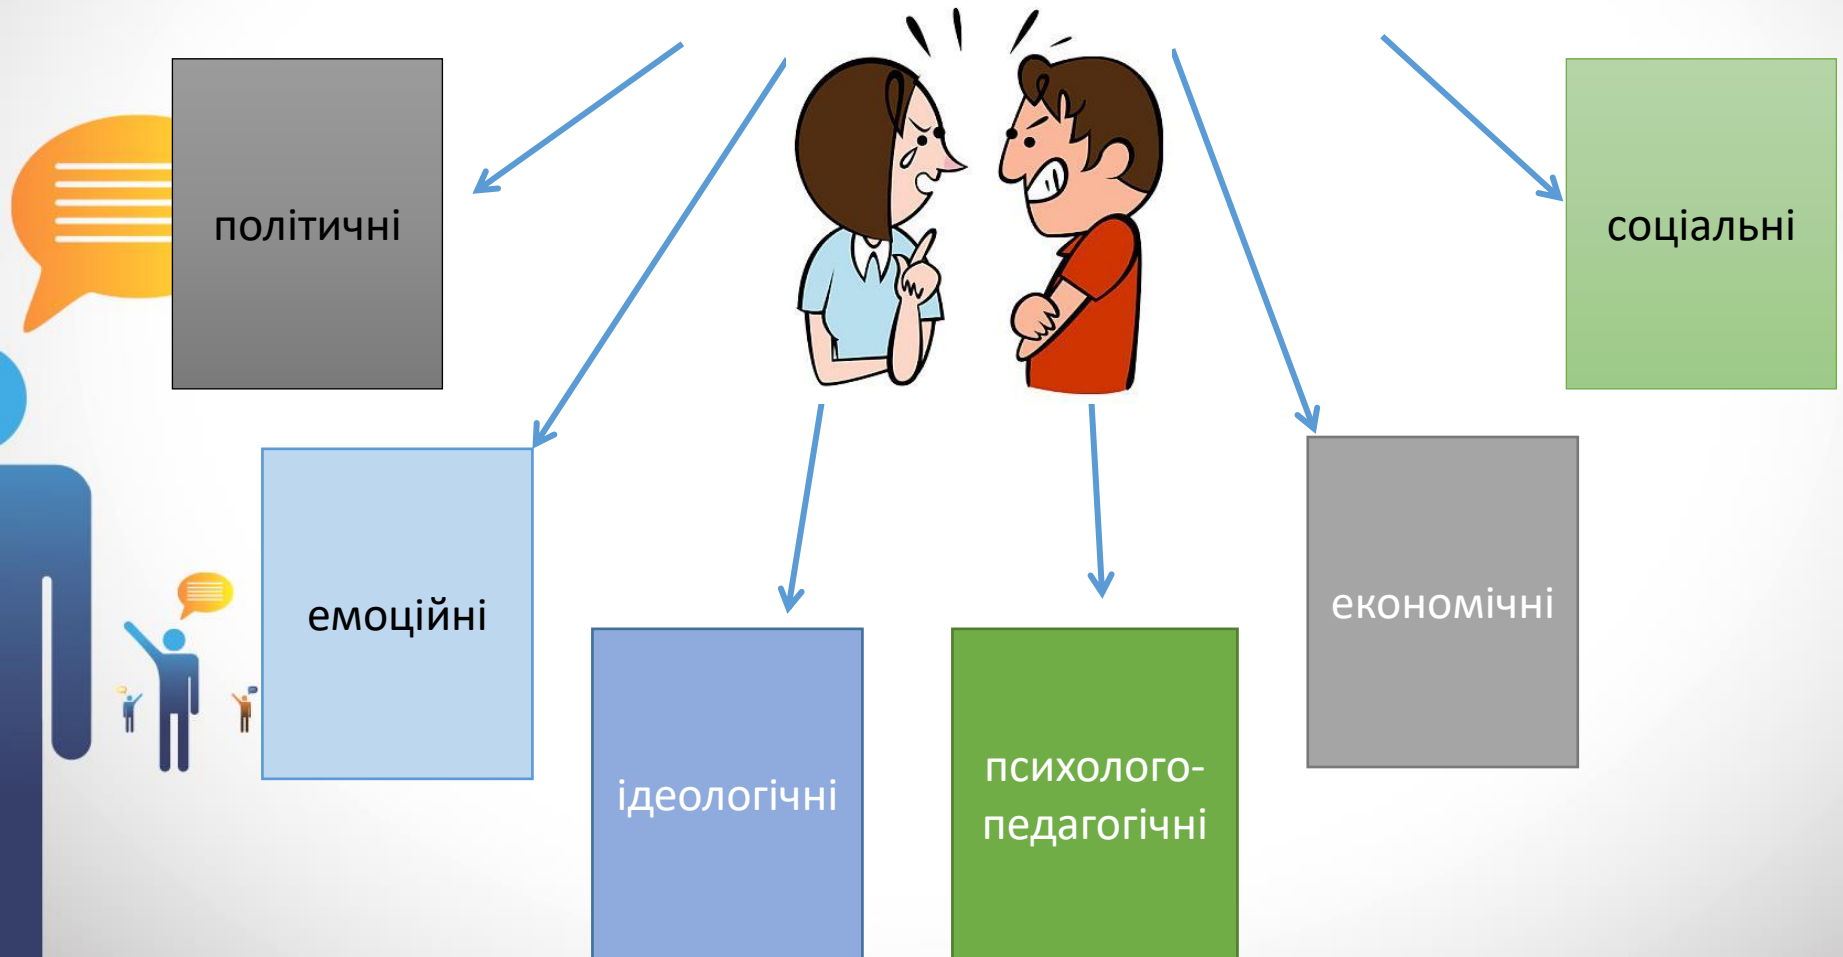 політичні
соціальні
емоційні
економічні
ідеологічні
психолого-
педагогічні